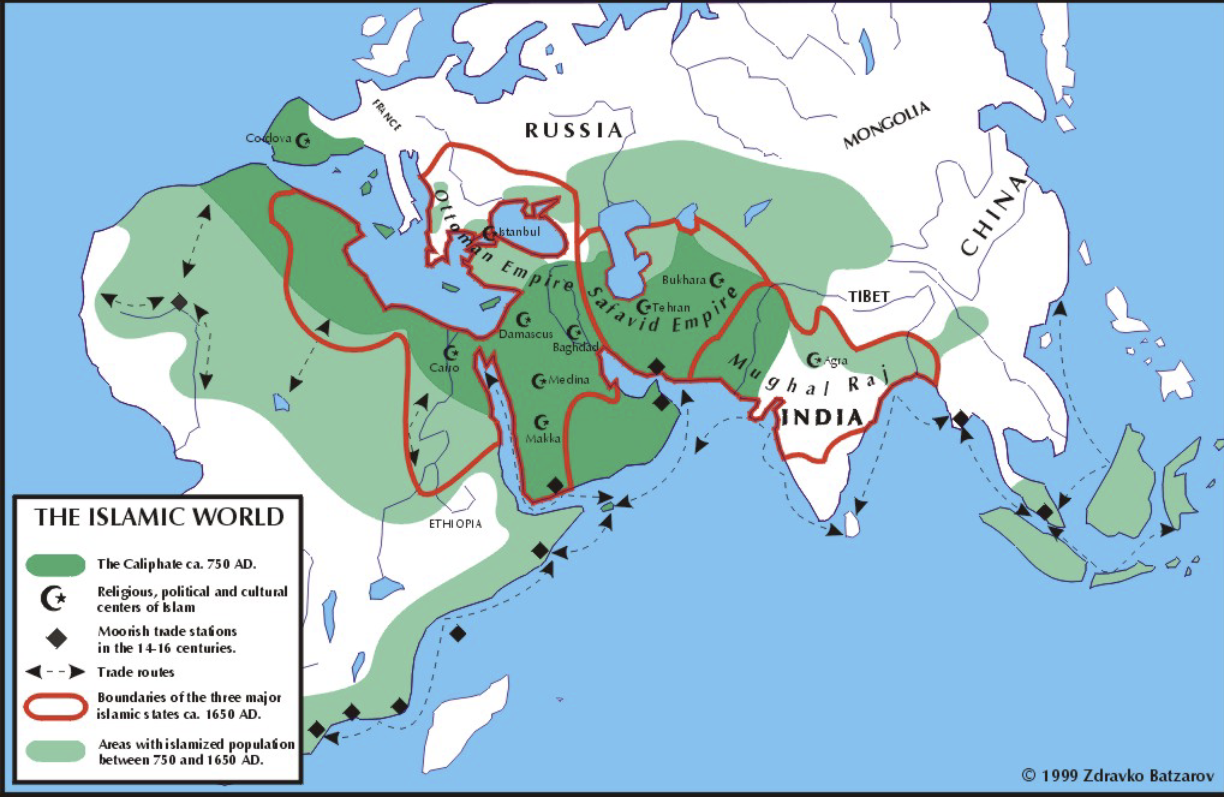 RUSSIA
MONGOLIA
FRANCE
Cordova
CHINA
Ottoman Empire
Istanbul
Bukhara
TIBET
Safavid Empire
Tehran
Damascus
Baghdad
Cairo
Agra
Mughal Raj
Medina
INDIA
Makka
ETHIOPIA
THE ISLAMIC WORLD
The Caliphate ca. 750 AD.
Religious, political and cultural
centers of Islam
Moorish trade stations
in the 14-16 centuries.
Trade routes
Boundaries of the three major
islamic states ca. 1650 AD.
Areas with islamized population
between 750 and 1650 AD.
© 1999 Zdravko Batzarov